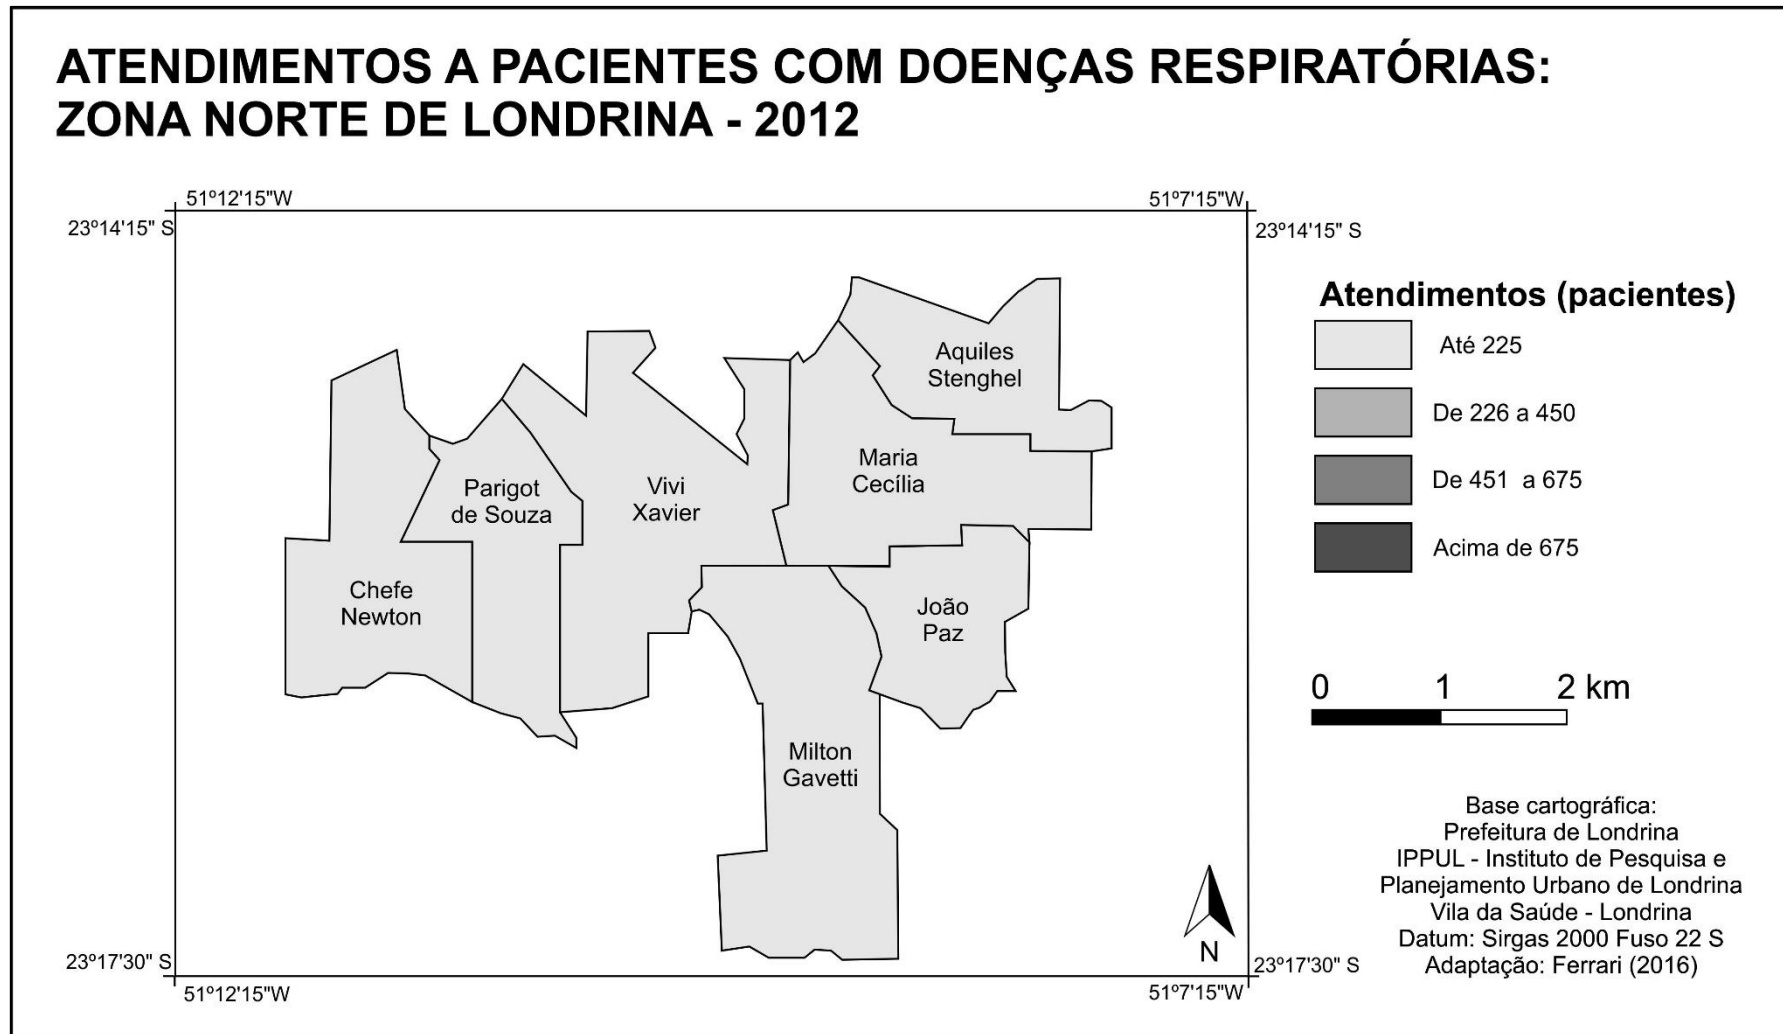 ATENDIMENTOS A PACIENTES COM DOENÇAS RESPIRATÓRIAS:
ZONA NORTE DE LONDRINA - 2012
51º12'15"W
51º7'15"W
23º14'15" S
23º14'15" S
Aquiles
Stenghel
Maria
Cecília
Parigot
de Souza
Vivi
Xavier
Chefe
Newton
João
Paz
Milton
Gavetti
N
23º17'30" S
23º17'30" S
51º12'15"W
51º7'15"W
Atendimentos (pacientes)
Até 225
De 226 a 450
De 451  a 675
Acima de 675
0 1 2 km
Base cartográfica:
Prefeitura de Londrina
IPPUL - Instituto de Pesquisa e
Planejamento Urbano de Londrina
Vila da Saúde - Londrina
Datum: Sirgas 2000 Fuso 22 S
Adaptação: Ferrari (2016)